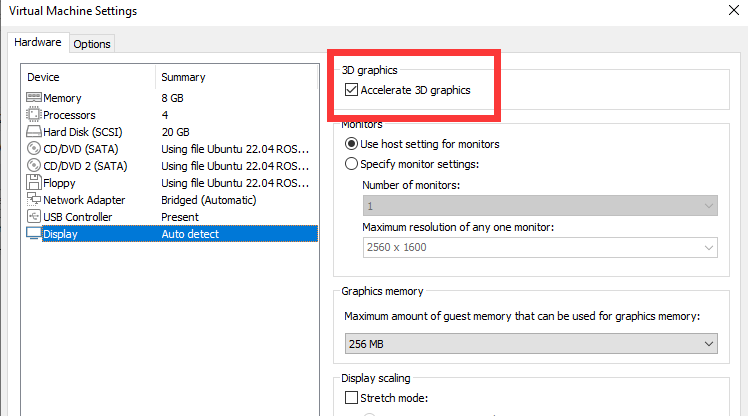 Virtual Machine Settings
Hardware Options
Device Summary
Memory 8 GB
Processors 4
Hard Disk (SCSI) 20 GB
CD/DVD (SATA) Using file Ubuntu 22.04 ROS...
CD/DVD 2 (SATA) Using file Ubuntu 22.04 ROS...
Floppy Using file Ubuntu 22.04 ROS...
Network Adapter Bridged (Automatic)
USB Controller Present
Display Auto detect
3D graphics
Accelerate 3D graphics
Monitors
Use host setting for monitors
Specify monitor settings:
Number of monitors:
1
Maximum resolution of any one monitor:
2560 x 1600
Graphics memory
Maximum amount of guest memory that can be used for graphics memory:
256 MB
Display scaling
Stretch mode: